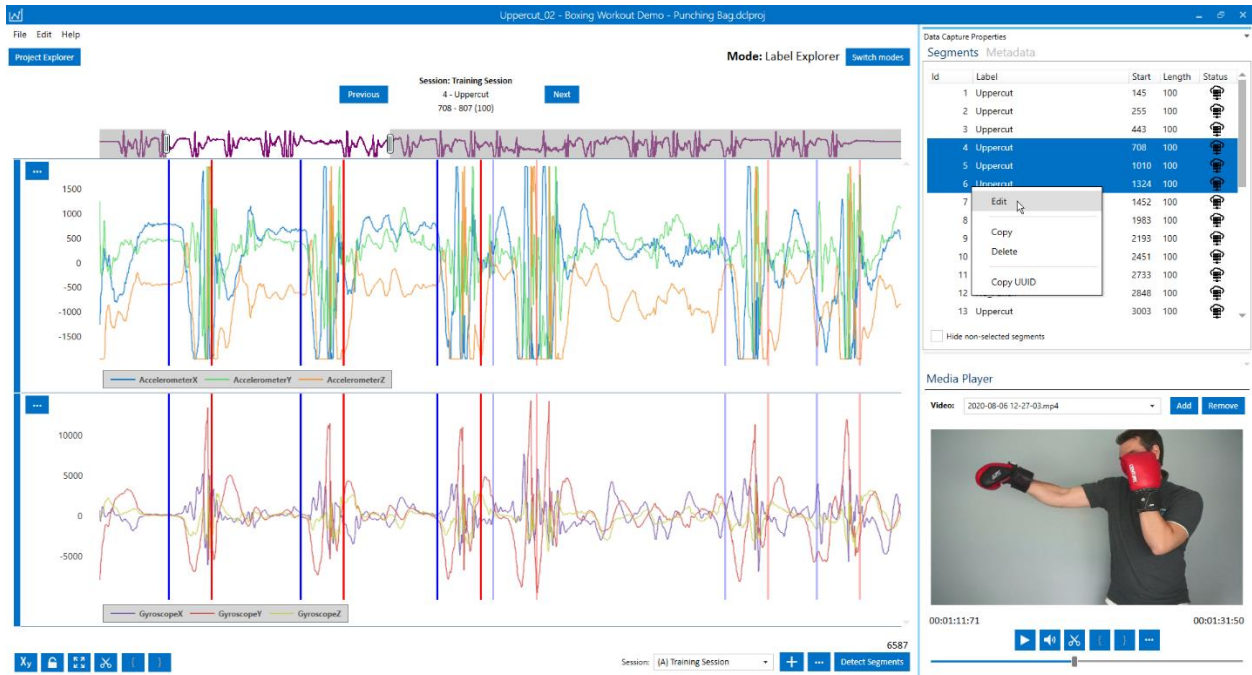 Uppercut_02 - Boxing Workout Demo - Punching Bag.dclproj
File Edit Help
Project Explorer
Mode: Label Explorer
Switch modes
Session: Training Session
Previous
4 - Uppercut
Next
708 - 807 (100)
1500
1000
500
0
-500
-1000
-1500
AccelerometerX AccelerometerY AccelerometerZ
10000
5000
0
-5000
GyroscopeX GyroscopeY GyroscopeZ
6587
Session: (A) Training Session
Detect Segments
Data Capture Properties
Segments Metadata
Id Label Start Length Status
1 Uppercut 145 100
2 Uppercut 255 100
3 Uppercut 443 100
4 Uppercut 708 100
5 Uppercut 1010 100
6 Uppercut 1324 100
7 1452 100
8 1983 100
9 2193 100
10 2451 100
11 2733 100
12 2848 100
13 Uppercut 3003 100
Edit
Copy
Delete
Copy UUID
Hide non-selected segments
Media Player
Video: 2020-08-06 12-27-03.mp4
Add
Remove
00:01:11:71
00:01:31:50